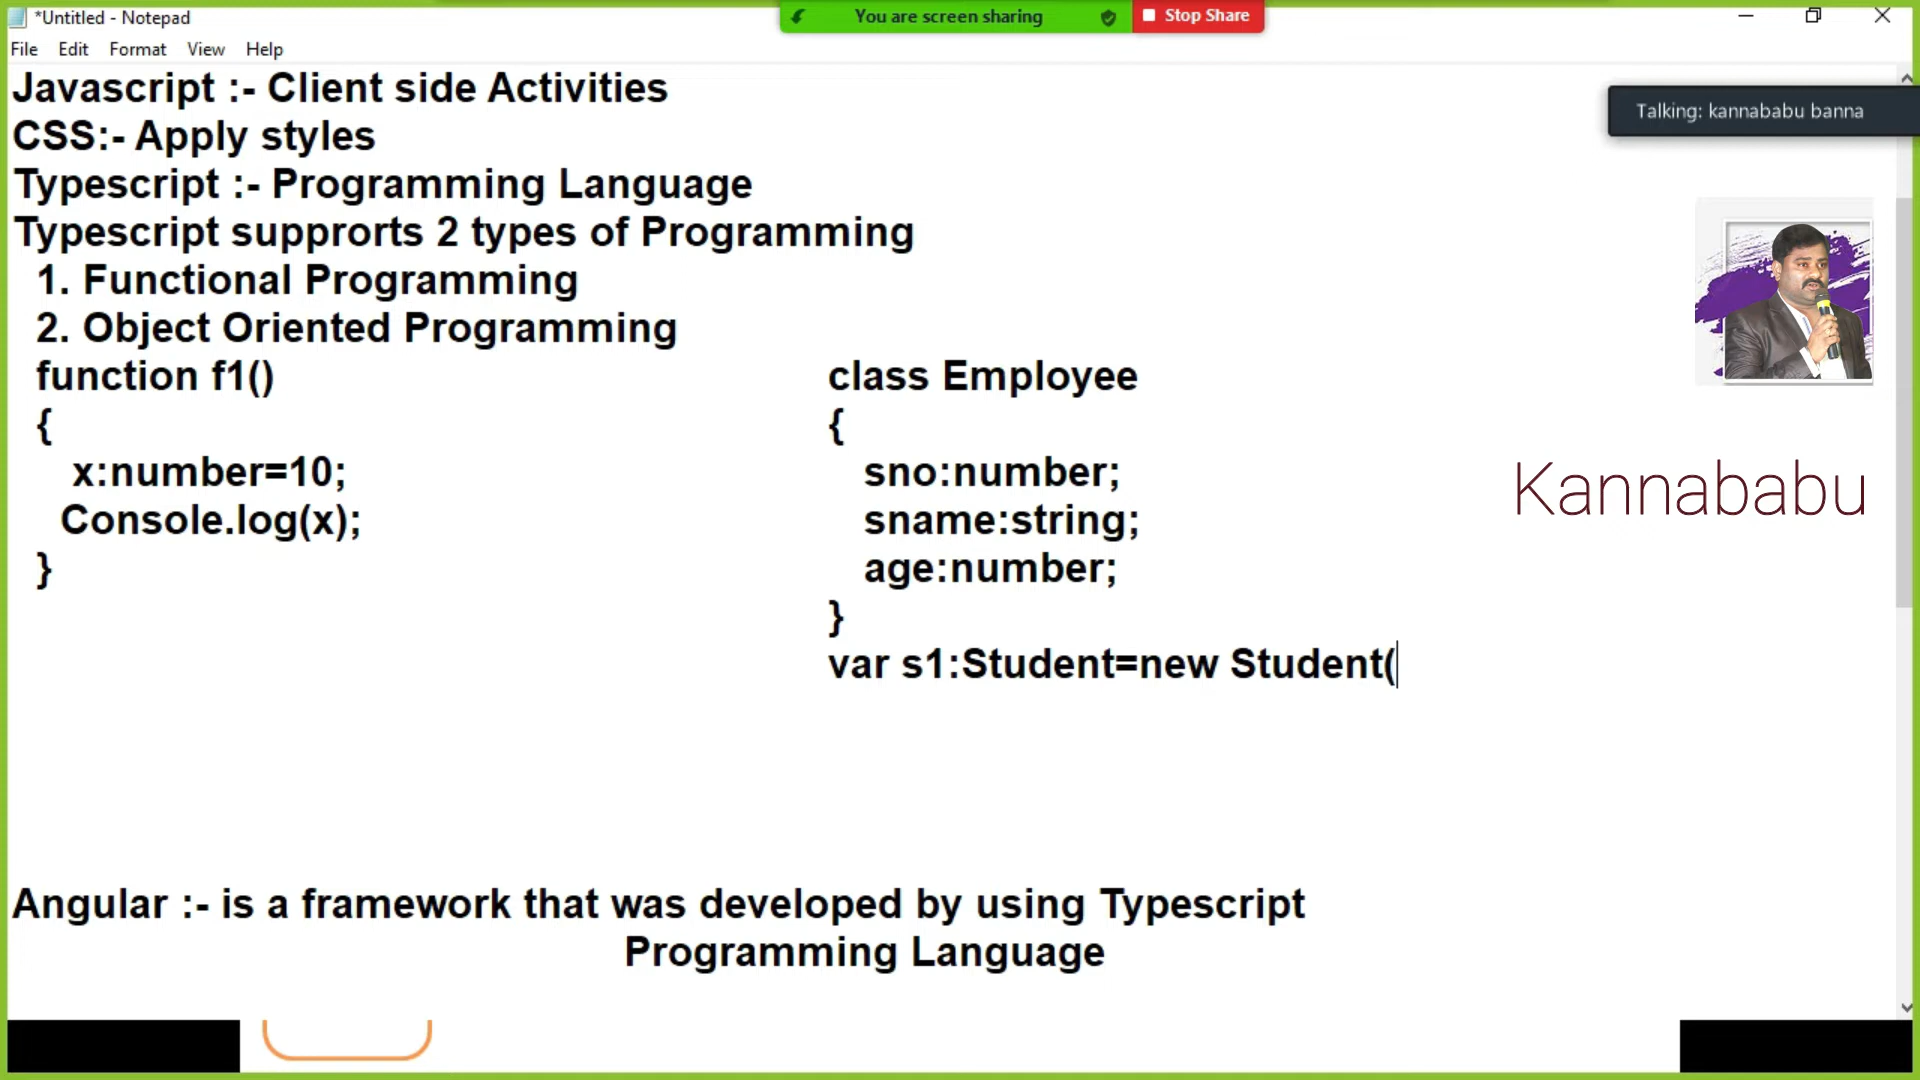 *Untitled - Notepad
You are screen sharing
Stop Share
File Edit Format View Help
Javascript :- Client side Activities
Talking: kannababu banna
CSS:- Apply styles
Typescript :- Programming Language
Typescript supprorts 2 types of Programming
1. Functional Programming
2. Object Oriented Programming
function f1()
{
x:number=10;
Console.log(x);
}
class Employee
{
sno:number;
sname:string;
age:number;
}
var s1:Student=new Student(
Kannababu
Angular :- is a framework that was developed by using Typescript
Programming Language